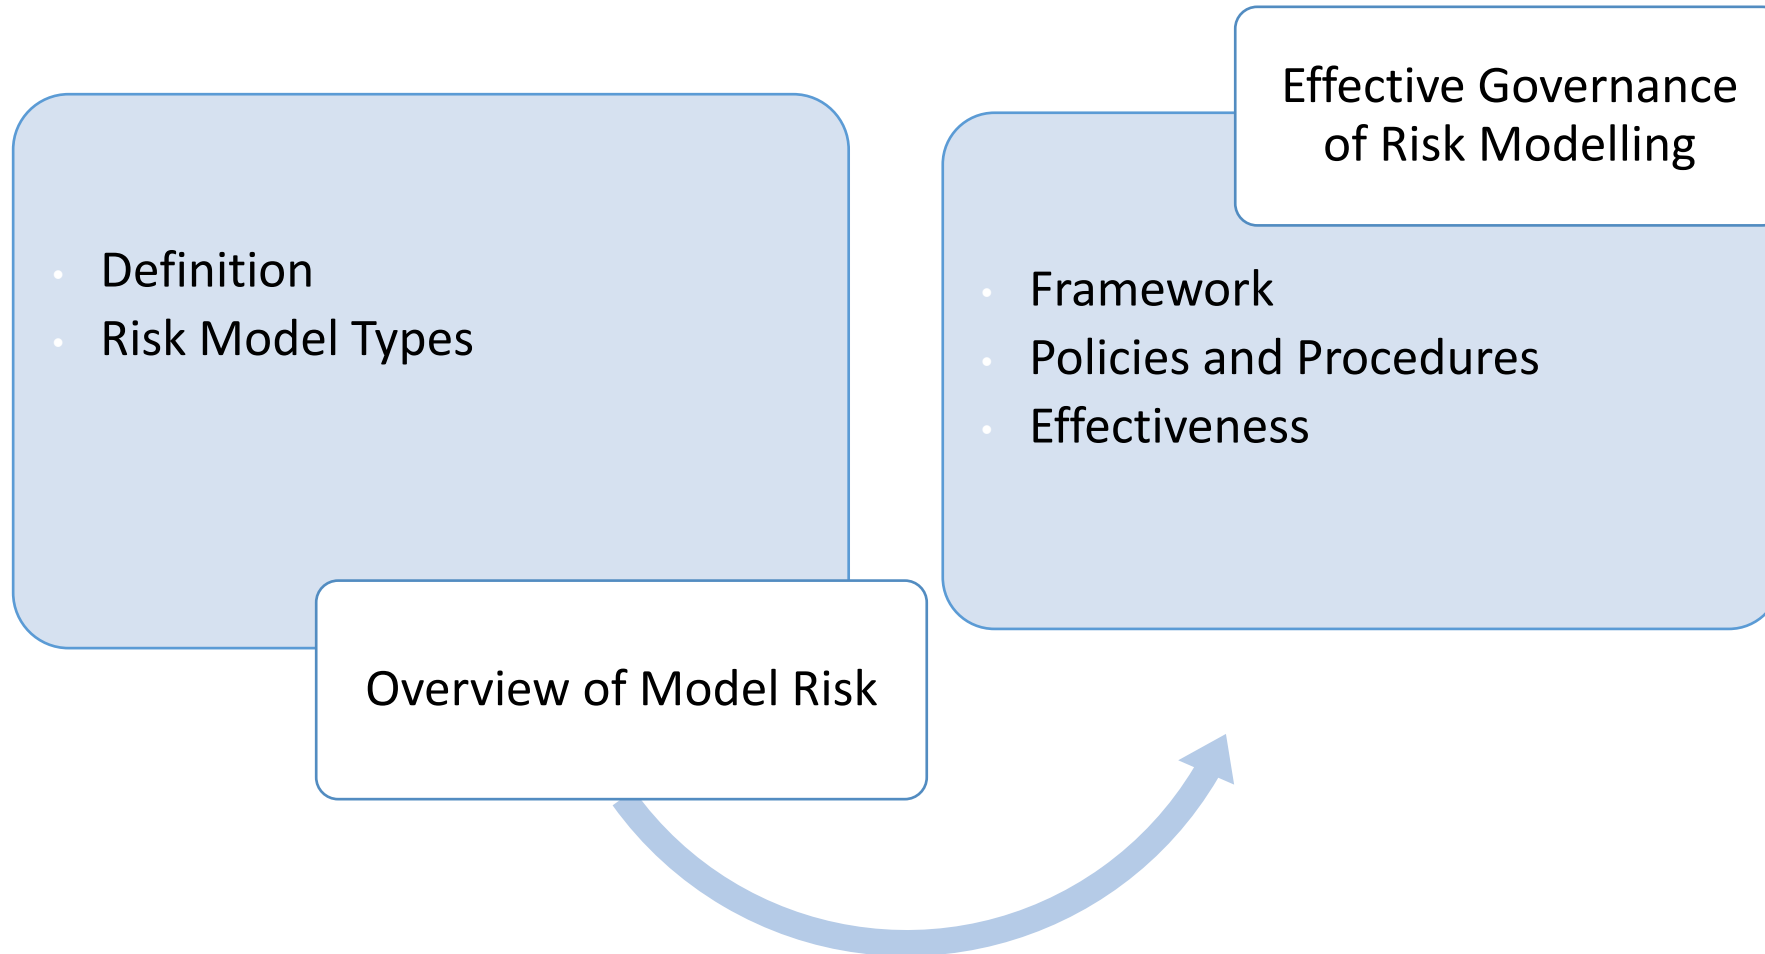 Definition
Risk Model Types
Overview of Model Risk
Effective Governance
of Risk Modelling
Framework
Policies and Procedures
Effectiveness